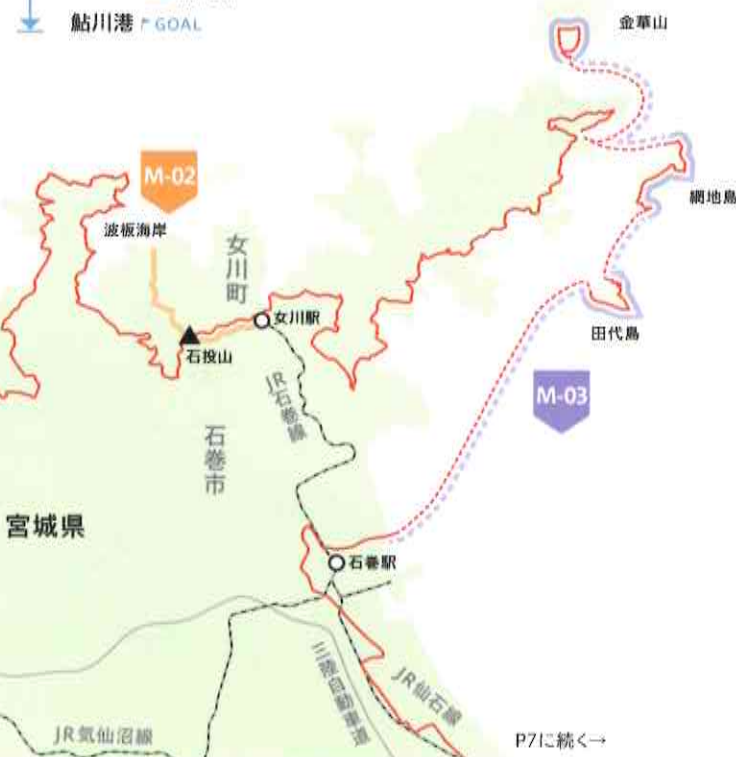 鮎川港 GOAL
金華山
M-02
波板海岸
網地島
女川町
女川駅
石投山
田代島
JR石巻線
M-03
石巻市
宮城県
石巻駅
三陸自動車道
JR仙石線
JR気仙沼線
P7に続く→